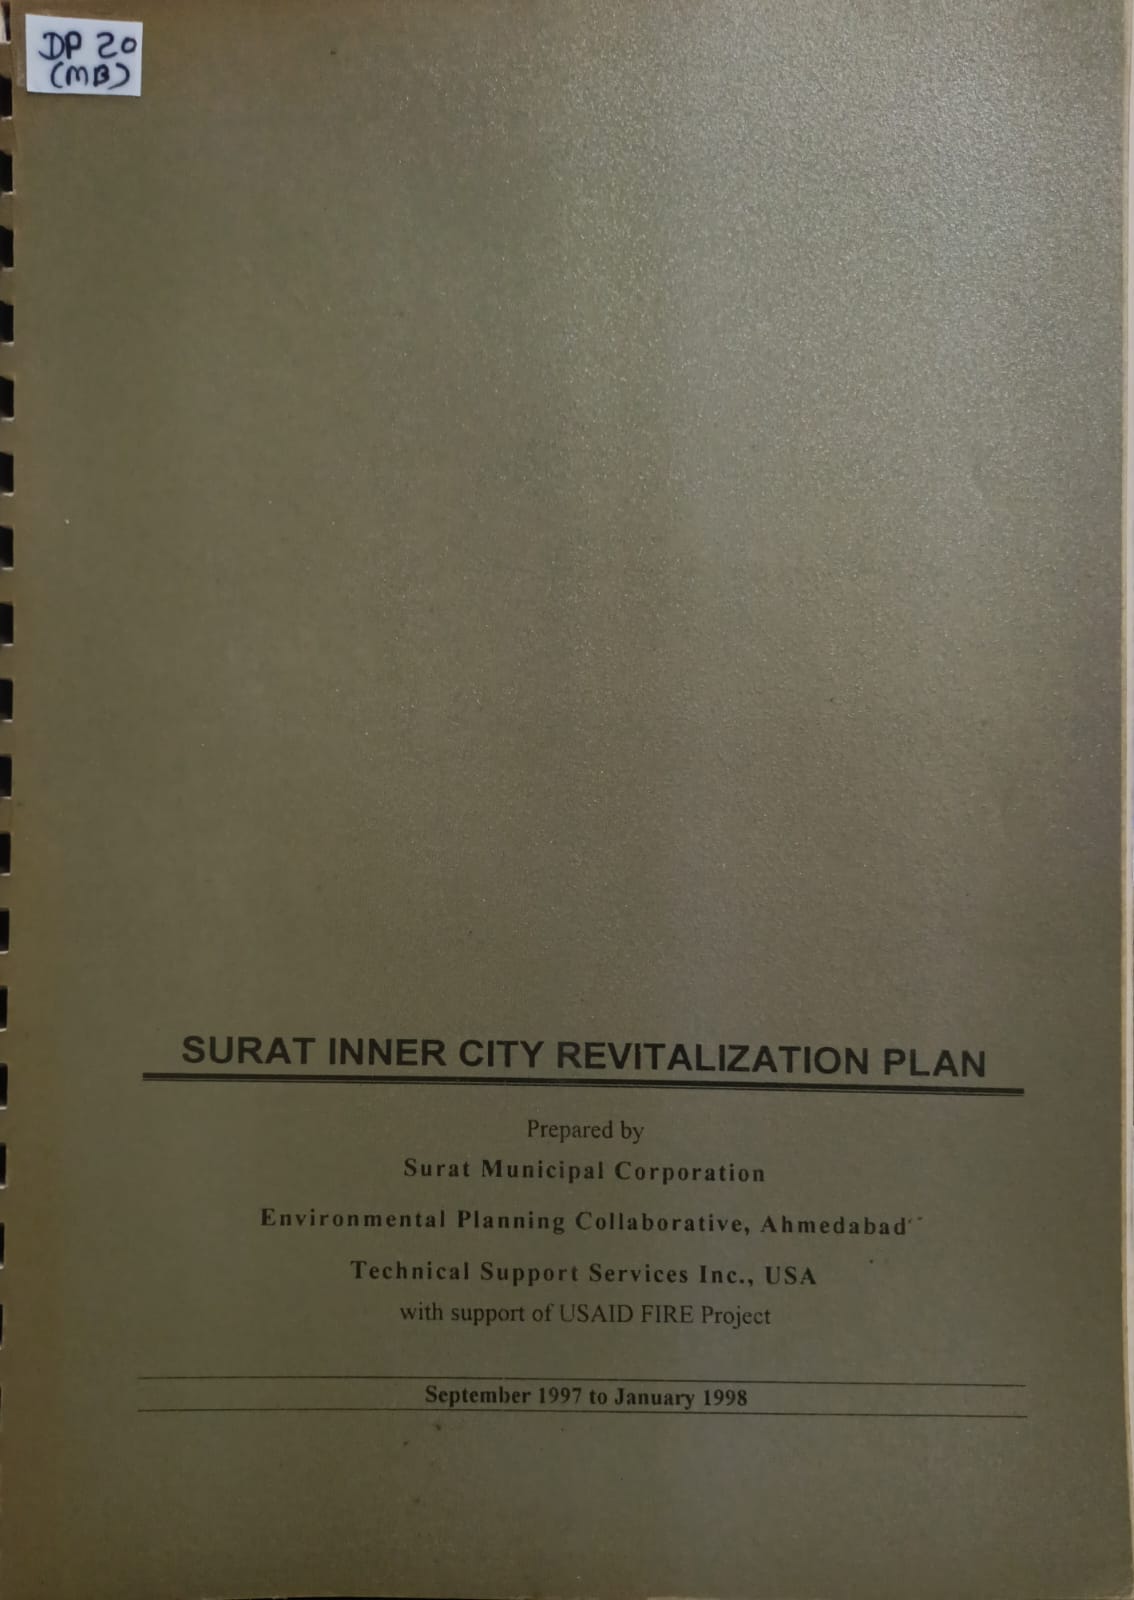 DP 20
(MB)
SURAT INNER CITY REVITALIZATION PLAN
Prepared by
Surat Municipal Corporation
Environmental Planning Collaborative, Ahmedabad
Technical Support Services Inc., USA
with support of USAID FIRE Project
September 1997 to January 1998